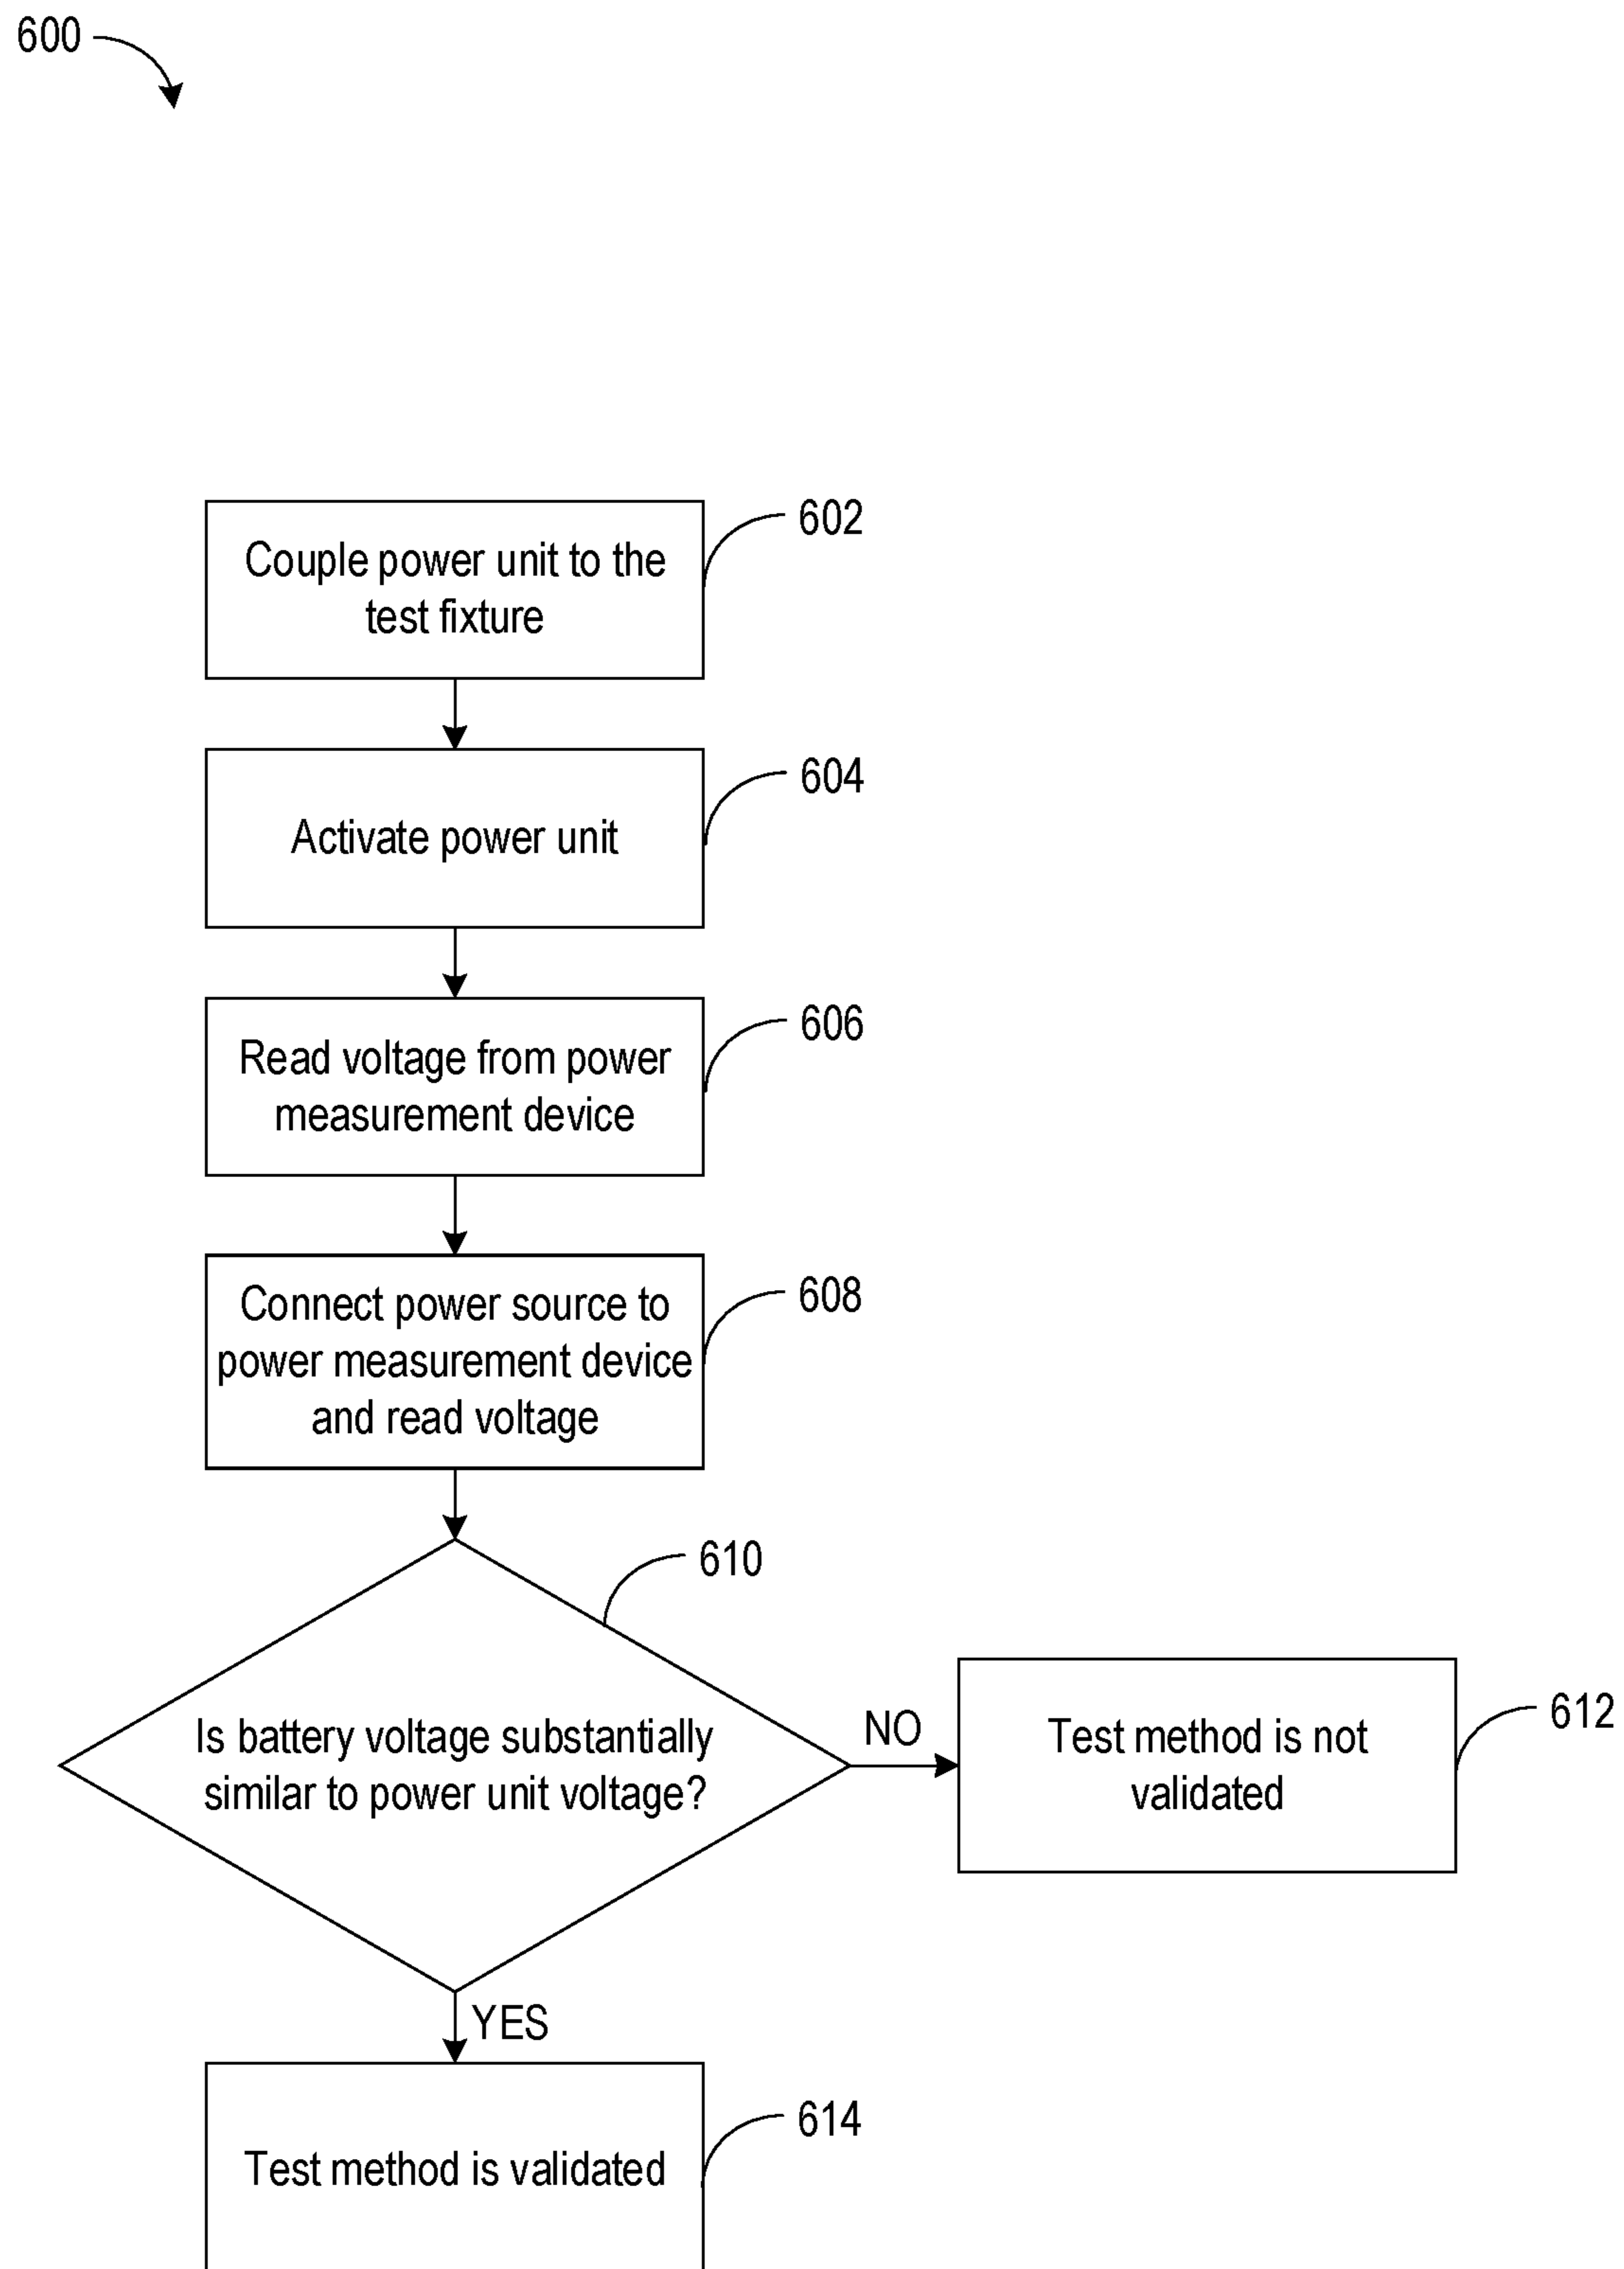 600
602
Couple power unit to the
test fixture
604
Activate power unit
606
Read voltage from power
measurement device
608
Connect power source to
power measurement device
and read voltage
610
Is battery voltage substantially
similar to power unit voltage?
NO
612
Test method is not
validated
YES
614
Test method is validated